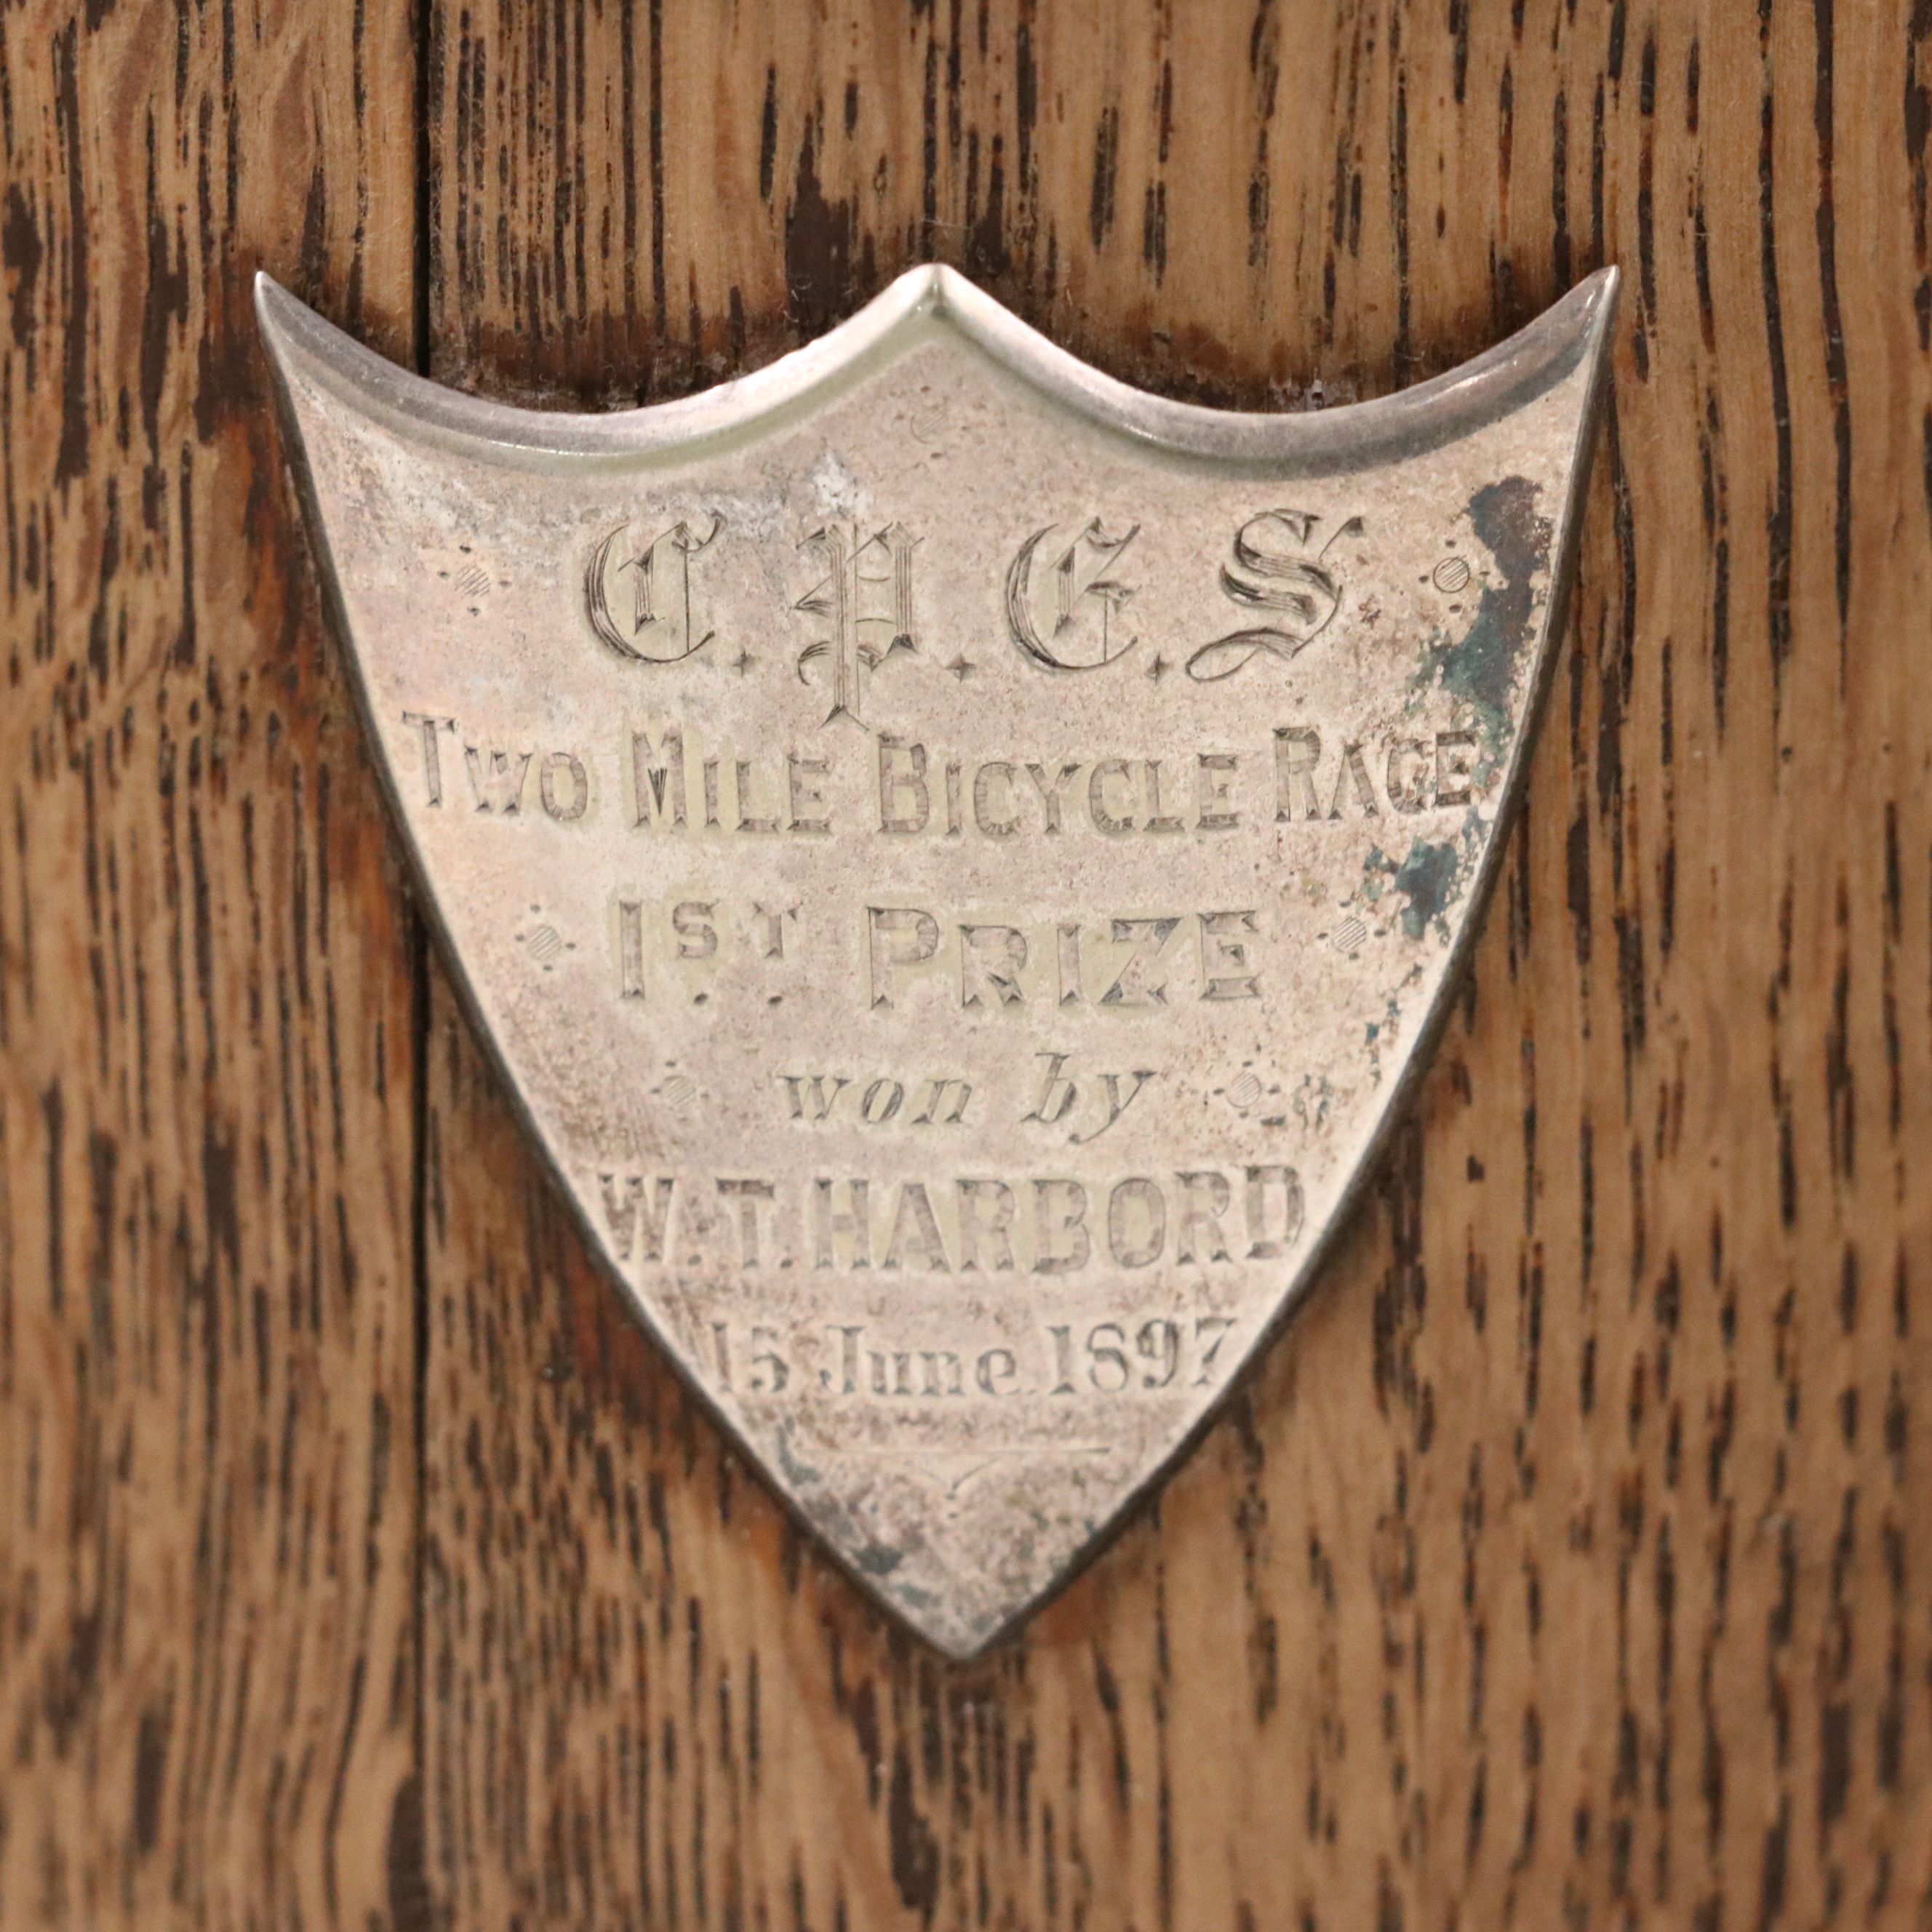 C.P.E.S
TWO MILE BICYCLE RACE
1ST PRIZE
won by
W.T.HARBORD
15 June.1897